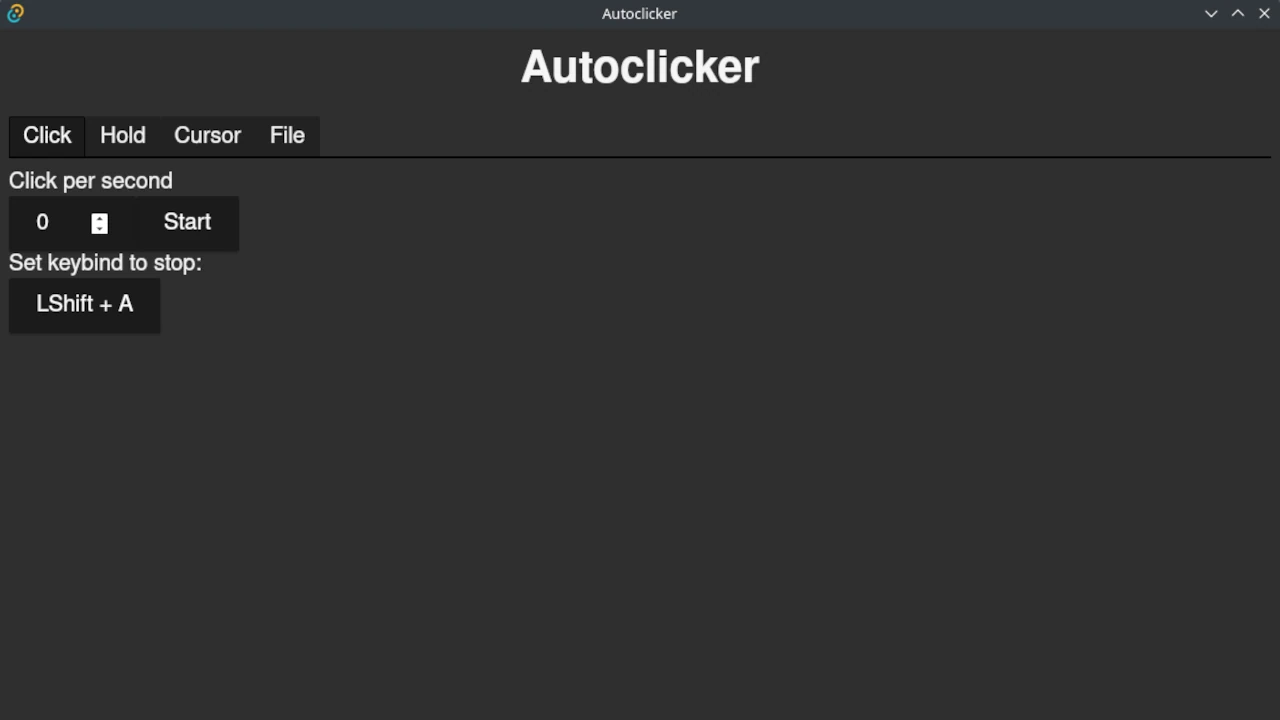 Autoclicker
Autoclicker
Click Hold Cursor File
Click per second
0 Start
Set keybind to stop:
LShift + A